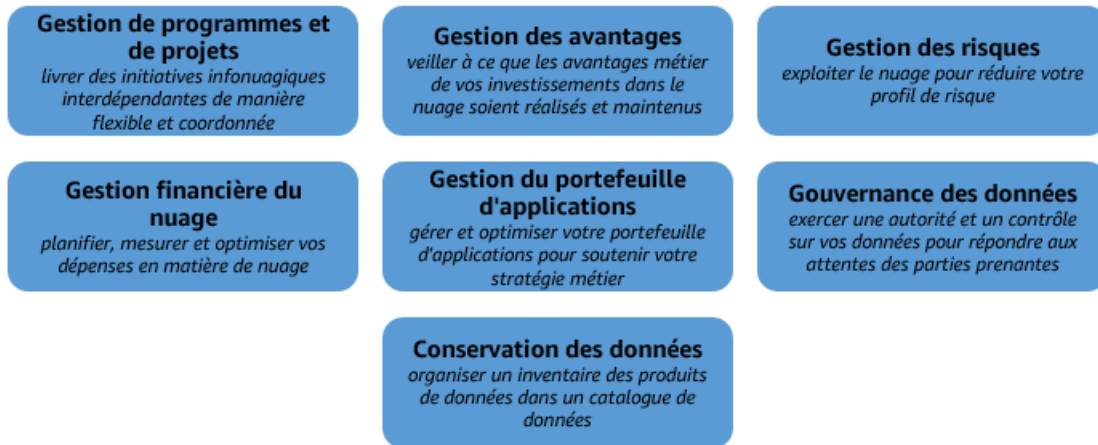 Gestion de programmes et
de projets
livrer des initiatives infonuagiques
interdépendantes de manière
flexible et coordonnée
Gestion des avantages
veiller à ce que les avantages métier
de vos investissements dans le
nuage soient réalisés et maintenus
Gestion des risques
exploiter le nuage pour réduire votre
profil de risque
Gestion financière du
nuage
planifier, mesurer et optimiser vos
dépenses en matière de nuage
Gestion du portefeuille
d'applications
gérer et optimiser votre portefeuille
d'applications pour soutenir votre
stratégie métier
Gouvernance des données
exercer une autorité et un contrôle
sur vos données pour répondre aux
attentes des parties prenantes
Conservation des données
organiser un inventaire des produits
de données dans un catalogue de
données